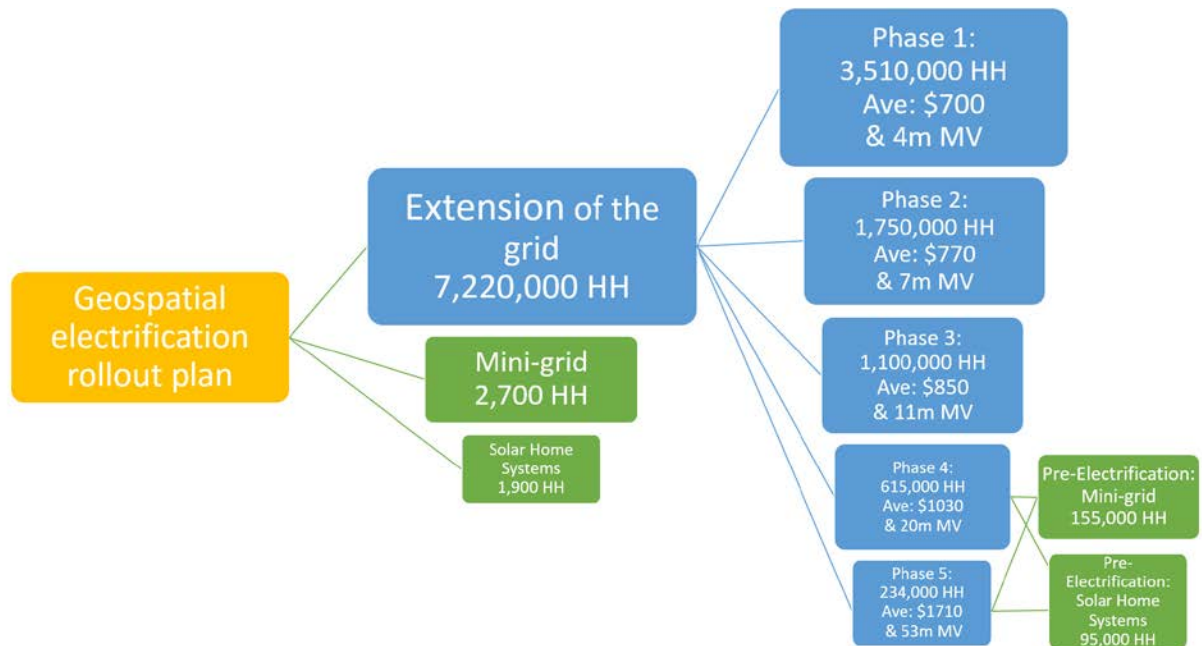 Geospatial
electrification
rollout plan
Extension of the
grid
7,220,000 HH
Mini-grid
2,700 HH
Solar Home
Systems
1,900 HH
Phase 1:
3,510,000 HH
Ave: $700
& 4m MV
Phase 2:
1,750,000 HH
Ave: $770
& 7m MV
Phase 3:
1,100,000 HH
Ave: $850
& 11m MV
Phase 4:
615,000 HH
Ave: $1030
& 20m MV
Phase 5:
234,000 HH
Ave: $1710
& 53m MV
Pre-Electrification:
Mini-grid
155,000 HH
Pre-
Electrification:
Solar Home
Systems
95,000 HH